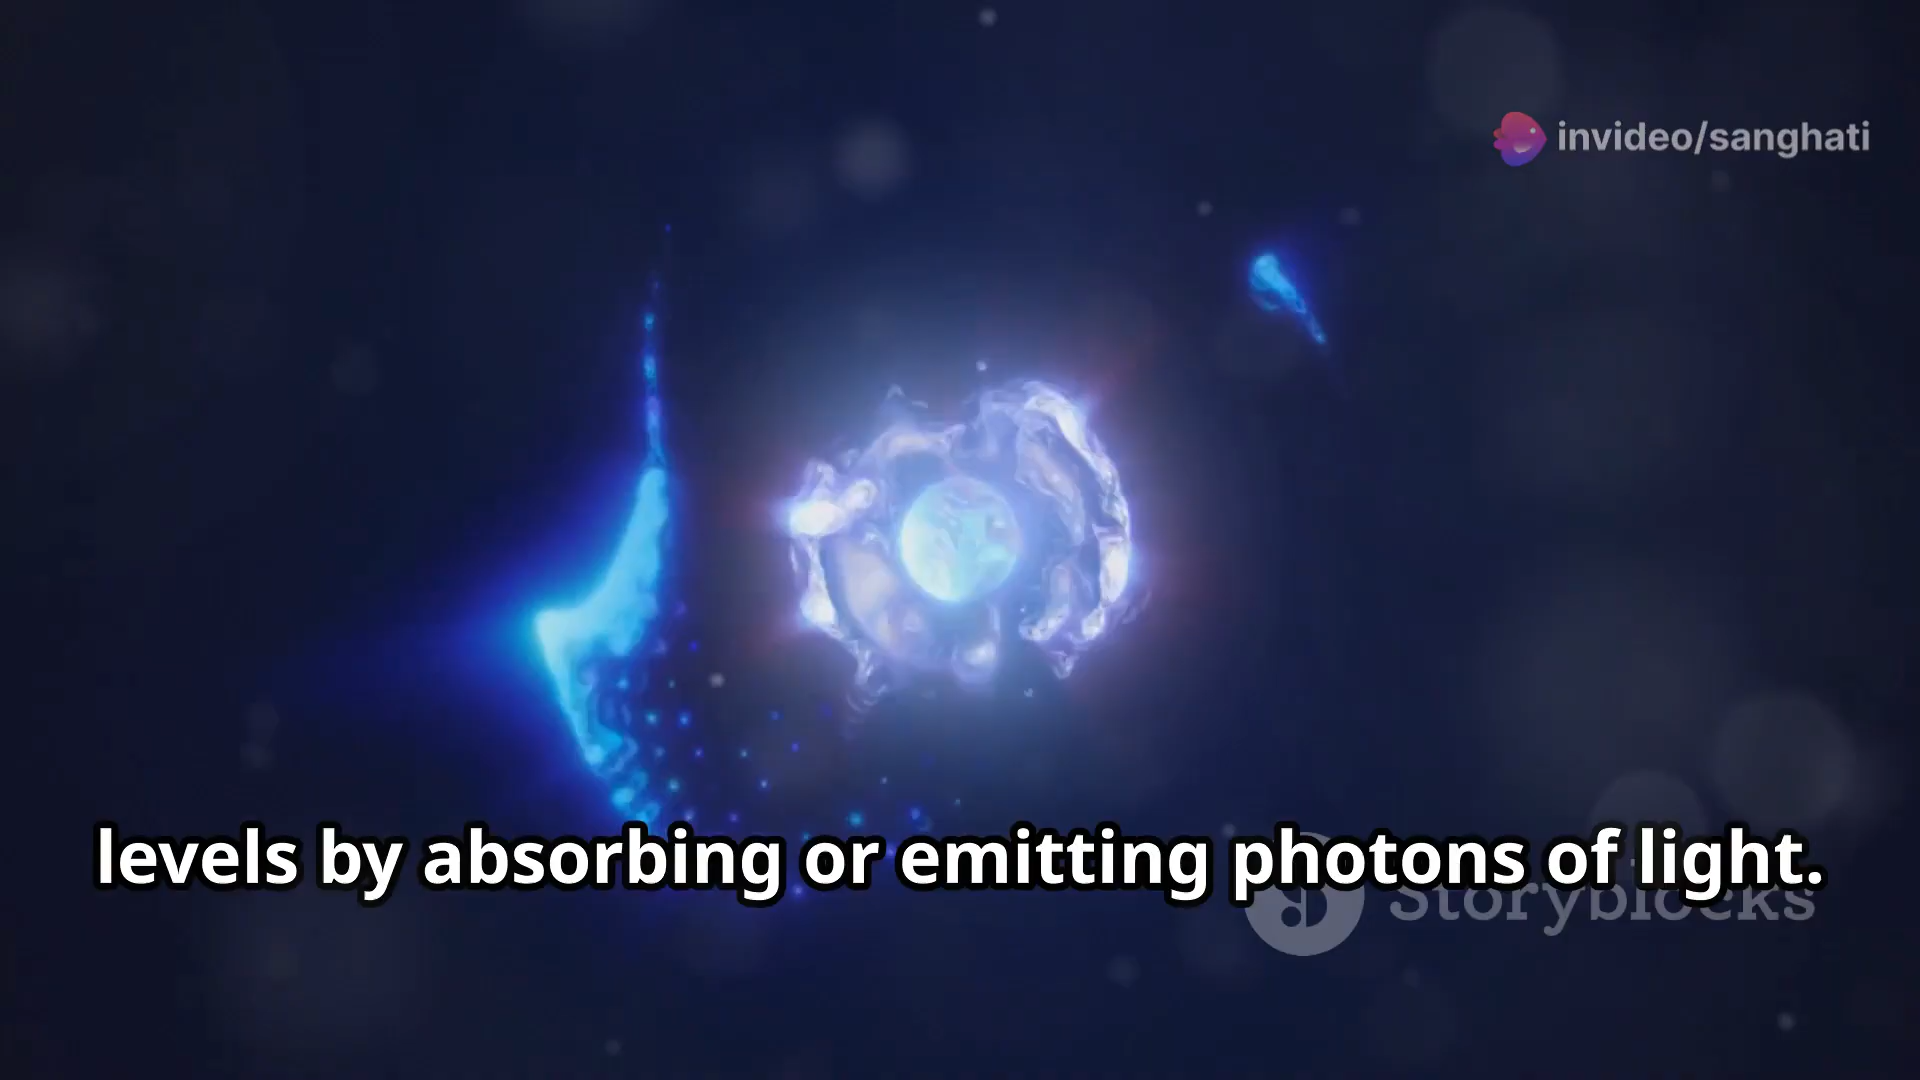 invideo/sanghati
levels by absorbing or emitting photons of light.
Storyblocks